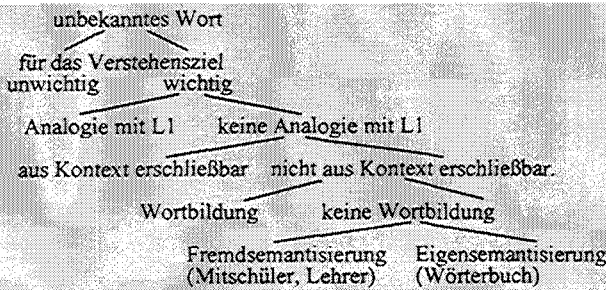 unbekanntes Wort
für das Verstehensziel
unwichtig wichtig
Analogie mit L1 keine Analogie mit L1
aus Kontext erschließbar nicht aus Kontext erschließbar.
Wortbildung keine Wortbildung
Fremdsemantisierung Eigensemantisierung
(Mitschüler, Lehrer) (Wörterbuch)